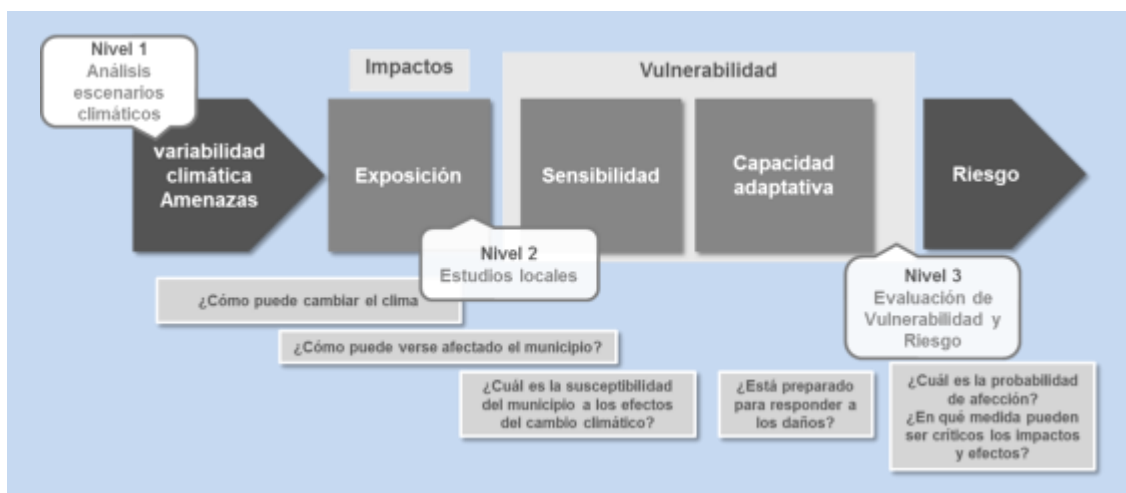 Nivel 1
Análisis
escenarios
climáticos
variabilidad
climática
Amenazas
Impactos
Exposición
Vulnerabilidad
Sensibilidad
Capacidad
adaptativa
Riesgo
Nivel 2
Estudios locales
Nivel 3
Evaluación de
Vulnerabilidad y
Riesgo
¿Cómo puede cambiar el clima
¿Cómo puede verse afectado el municipio?
¿Cuál es la susceptibilidad
del municipio a los efectos
del cambio climático?
¿Está preparado
para responder a
los daños?
¿Cuál es la probabilidad
de afección?
¿En qué medida pueden
ser críticos los impactos
y efectos?